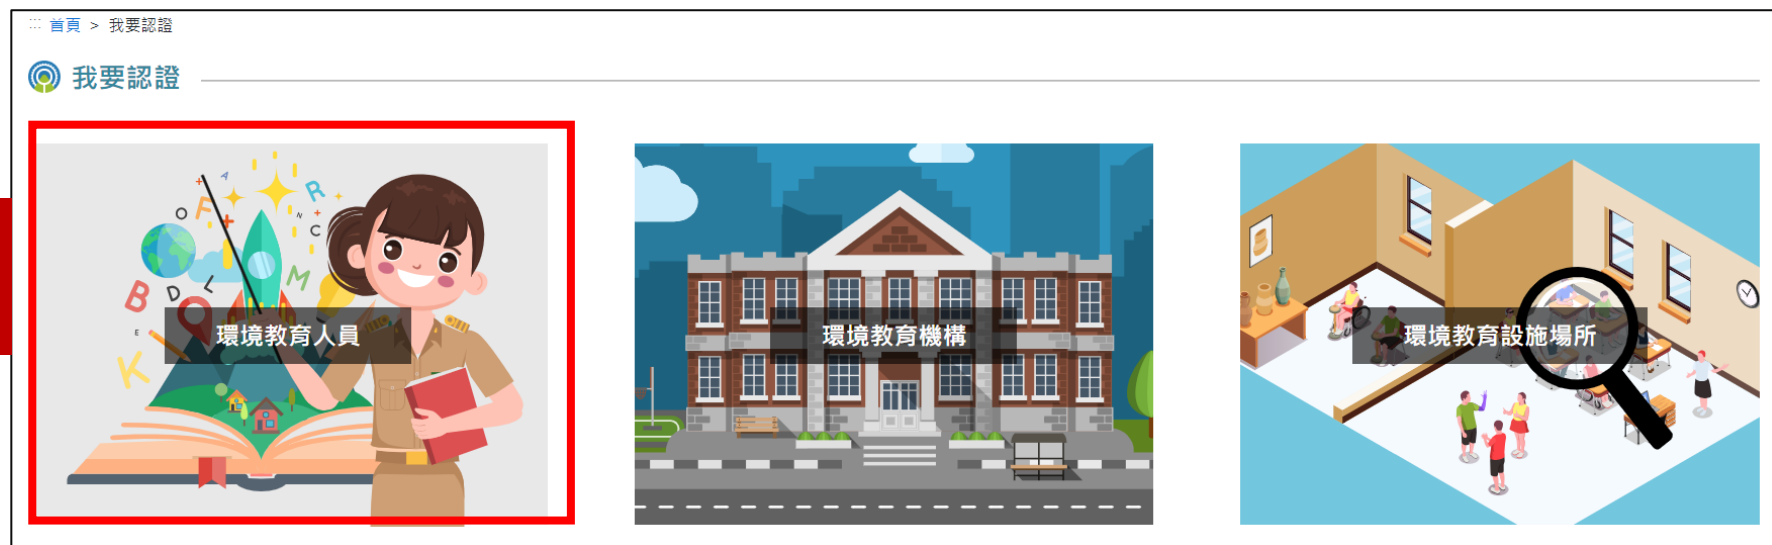 ::: 首頁 > 我要認證
我要認證
環境教育人員
環境教育機構
環境教育設施場所
A
R
F
O
N
C
M
B
D
L
E
K